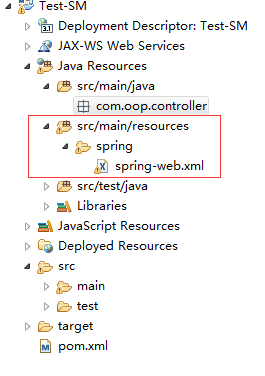 Test-SM
Deployment Descriptor: Test-SM
JAX-WS Web Services
Java Resources
src/main/java
com.oop.controller
src/main/resources
spring
spring-web.xml
src/test/java
Libraries
JavaScript Resources
Deployed Resources
src
main
test
target
pom.xml